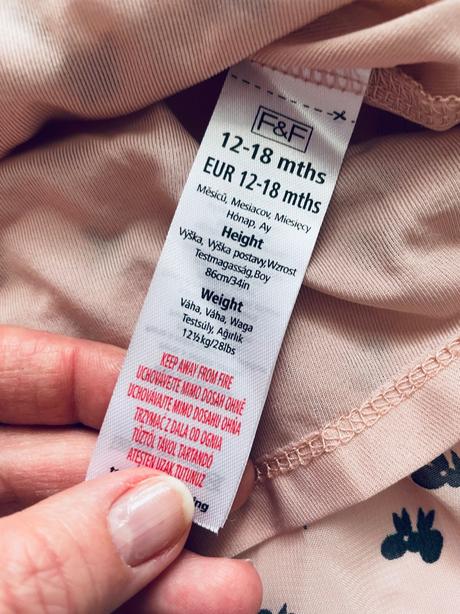 F&F
12-18 mths
EUR 12-18 mths
Měsíců, Mesiacov, Miesięcy
Hónap, Ay
Height
Výška, Výška postavy, Wzrost
Testmagasság, Boy
86cm/34in
Weight
Váha, Váha, Waga
Testsúly, Ağırlık
12½kg/28lbs
KEEP AWAY FROM FIRE
UCHOVÁVEJTE MIMO DOSAH OHNĚ
UCHOVÁVAJTE MIMO DOSAHU OHŇA
TRZYMAĆ Z DALA OD OGNIA
TŰZTŐL TÁVOL TARTANDÓ
ATEŞTEN UZAK TUTUNUZ